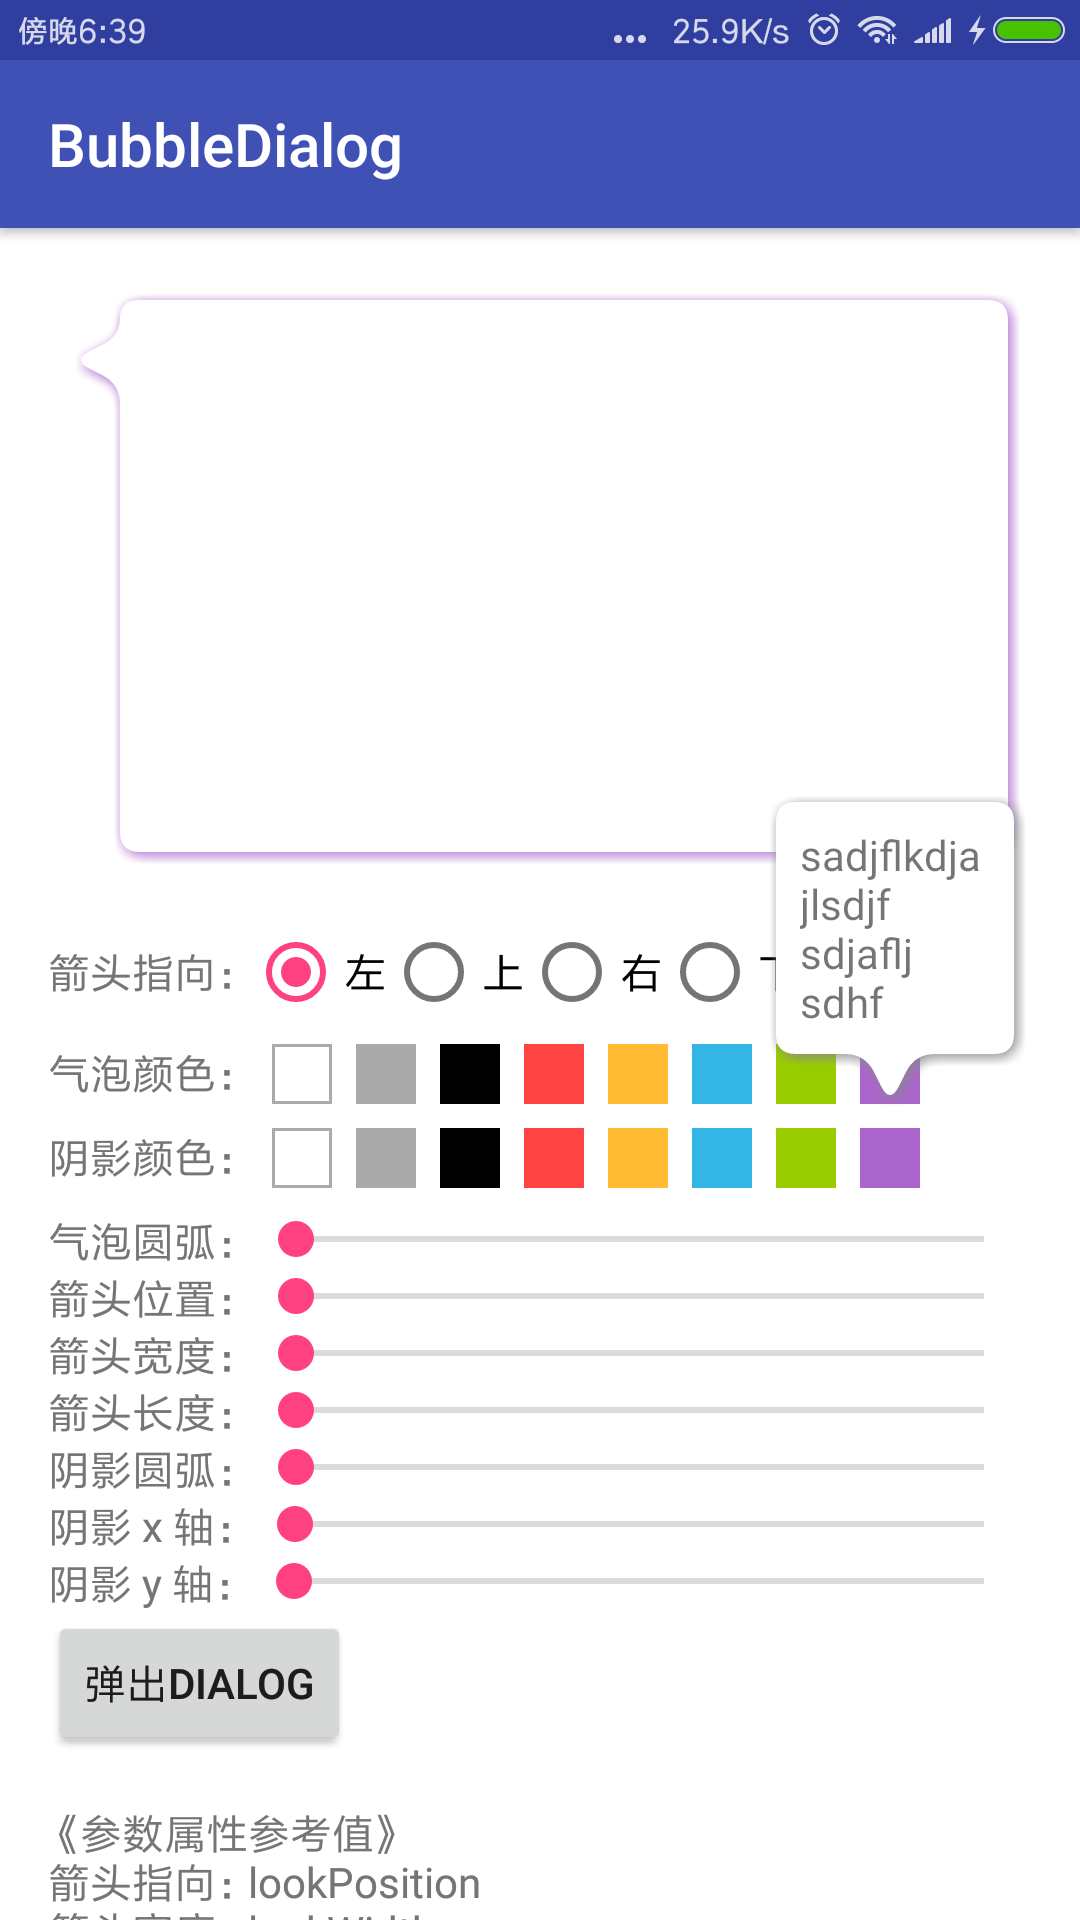 傍晚6:39 ... 25.9K/s
BubbleDialog
sadjflkdja
jlsdjf
sdjaflj
sdhf
箭头指向： 左 上 右
气泡颜色：
阴影颜色：
气泡圆弧：
箭头位置：
箭头宽度：
箭头长度：
阴影圆弧：
阴影 x 轴：
阴影 y 轴：
弹出DIALOG
《参数属性参考值》
箭头指向：lookPosition